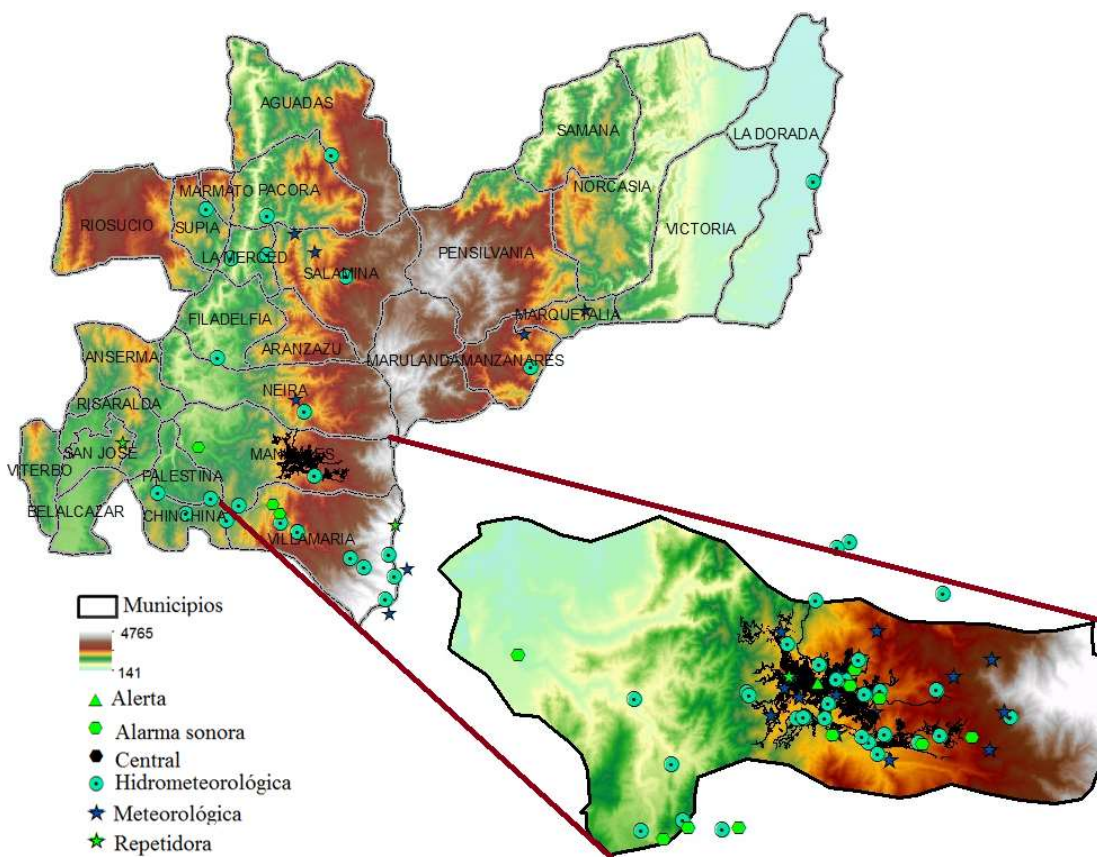 AGUADAS
SAMANA
LA DORADA
MARMATO
PACORA
NORCASIA
RIOSUCIO
SUPIA
VICTORIA
LA MERCED
SALAMINA
PENSILVANIA
FILADELFIA
MARQUETALIA
ANSERMA
ARANZAZU
MARULANDA
MANZANARES
NEIRA
RISARALDA
SAN JOSE
VITERBO
PALESTINA
BELALCAZAR
CHINCHINA
VILLAMARIA
Municipios
4765
141
Alerta
Alarma sonora
Central
Hidrometeorológica
Meteorológica
Repetidora